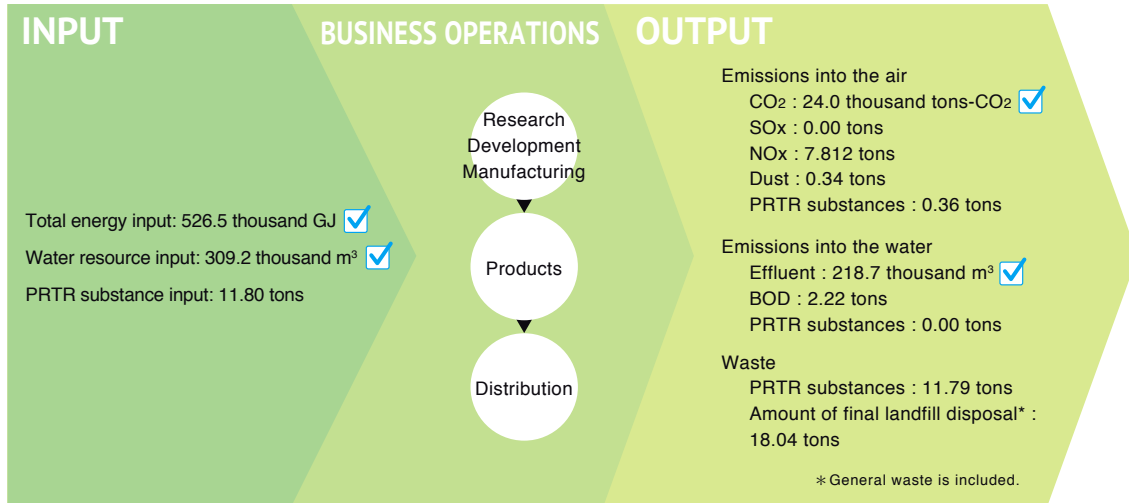 INPUT
BUSINESS OPERATIONS
OUTPUT
Total energy input: 526.5 thousand GJ
Water resource input: 309.2 thousand m³
PRTR substance input: 11.80 tons
Research
Development
Manufacturing
Products
Distribution
Emissions into the air
CO₂ : 24.0 thousand tons-CO₂
SOx : 0.00 tons
NOx : 7.812 tons
Dust : 0.34 tons
PRTR substances : 0.36 tons
Emissions into the water
Effluent : 218.7 thousand m³
BOD : 2.22 tons
PRTR substances : 0.00 tons
Waste
PRTR substances : 11.79 tons
Amount of final landfill disposal* :
18.04 tons
＊General waste is included.